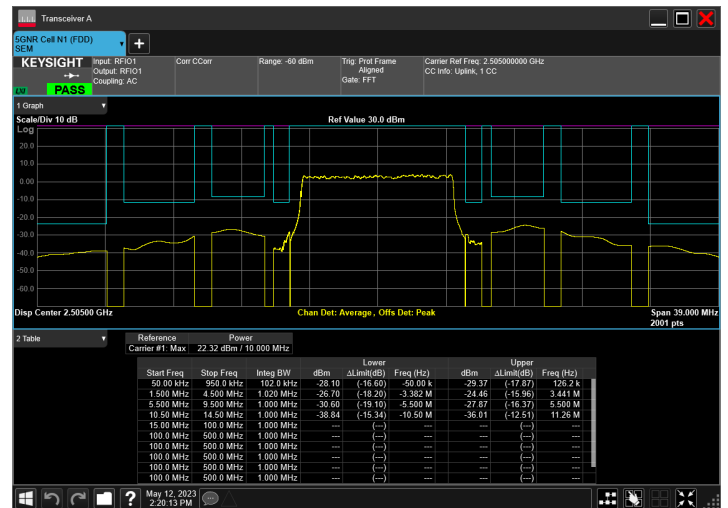 Transceiver A
5GNR Cell N1 (FDD)
SEM
KEYSIGHT
LXI
PASS
Input: RFIO1
Output: RFIO1
Coupling: AC
Corr CCorr
Range: -60 dBm
Trig: Prot Frame
Aligned
Gate: FFT
Carrier Ref Freq: 2.505000000 GHz
CC Info: Uplink, 1 CC
1 Graph
Scale/Div 10 dB
Ref Value 30.0 dBm
Log
20.0
10.0
0.00
-10.0
-20.0
-30.0
-40.0
-50.0
-60.0
Disp Center 2.50500 GHz
Chan Det: Average , Offs Det: Peak
Span 39.000 MHz
2001 pts
2 Table
Reference Power
Carrier #1: Max 22.32 dBm / 10.000 MHz
Lower Upper
Start Freq Stop Freq Integ BW dBm ΔLimit(dB) Freq (Hz) dBm ΔLimit(dB) Freq (Hz)
50.00 kHz 950.0 kHz 102.0 kHz -28.10 (-16.60) -50.00 k -29.37 (-17.87) 126.2 k
1.500 MHz 4.500 MHz 1.020 MHz -26.70 (-18.20) -3.382 M -24.46 (-15.96) 3.441 M
5.500 MHz 9.500 MHz 1.000 MHz -30.60 (-19.10) -5.500 M -27.87 (-16.37) 5.500 M
10.50 MHz 14.50 MHz 1.000 MHz -38.84 (-15.34) -10.50 M -36.01 (-12.51) 11.26 M
15.00 MHz 100.0 MHz 1.000 MHz --- (---) --- --- (---) ---
100.0 MHz 500.0 MHz 1.000 MHz --- (---) --- --- (---) ---
100.0 MHz 500.0 MHz 1.000 MHz --- (---) --- --- (---) ---
100.0 MHz 500.0 MHz 1.000 MHz --- (---) --- --- (---) ---
100.0 MHz 500.0 MHz 1.000 MHz --- (---) --- --- (---) ---
100.0 MHz 500.0 MHz 1.000 MHz --- (---) --- --- (---) ---
May 12, 2023
2:20:13 PM